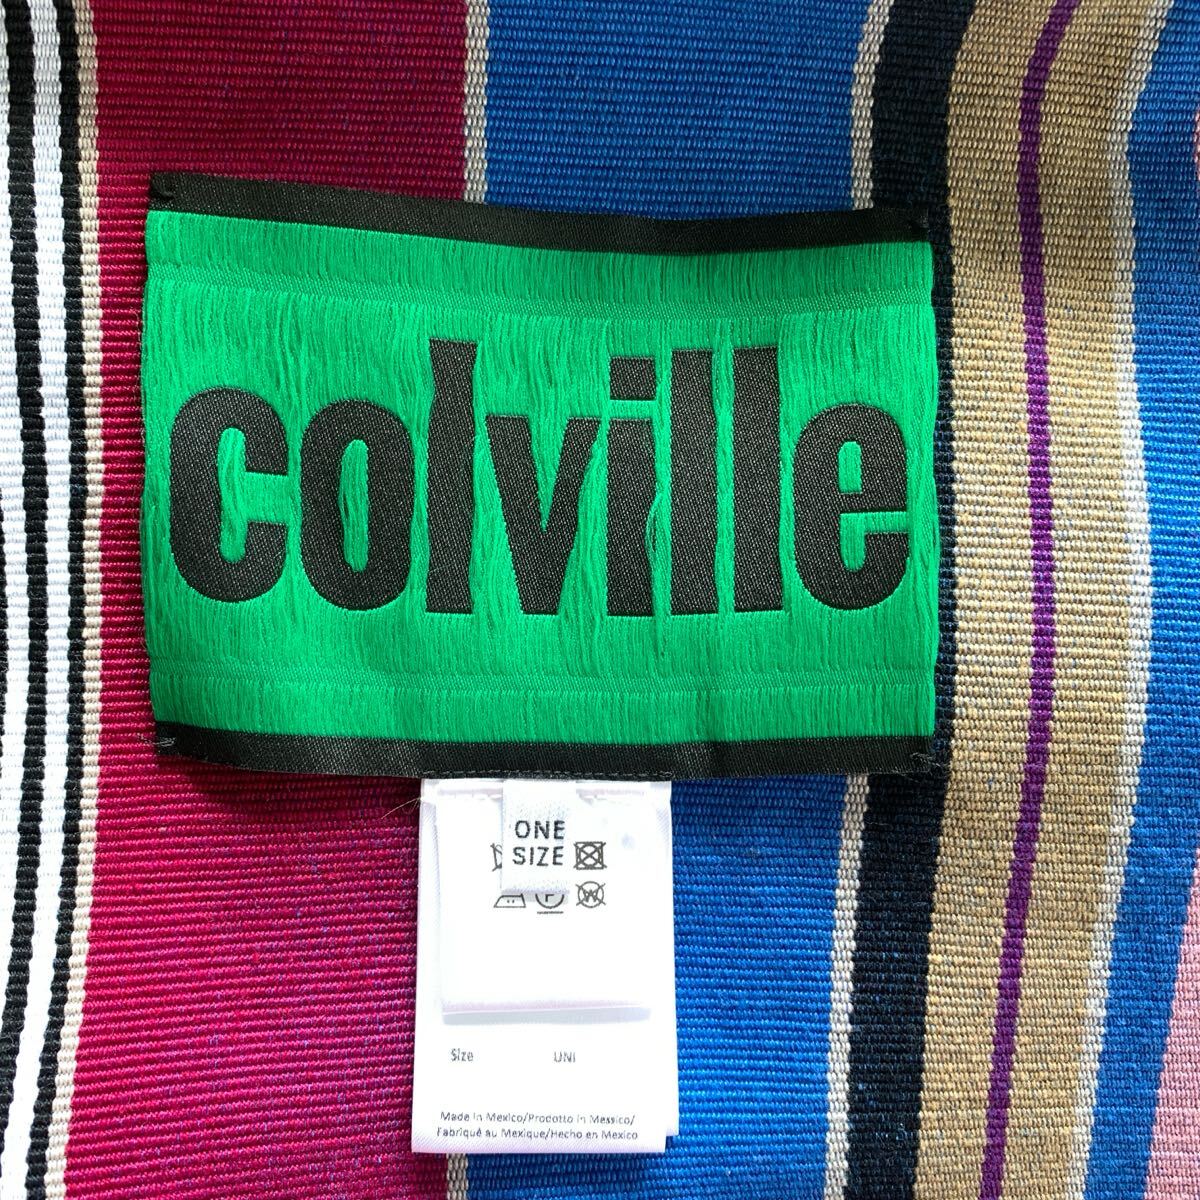 colville
ONE
SIZE
P W
Size UNI
Made in Mexico/Prodotto in Messico/
Fabriqué au Mexique/Hecho en Mexico